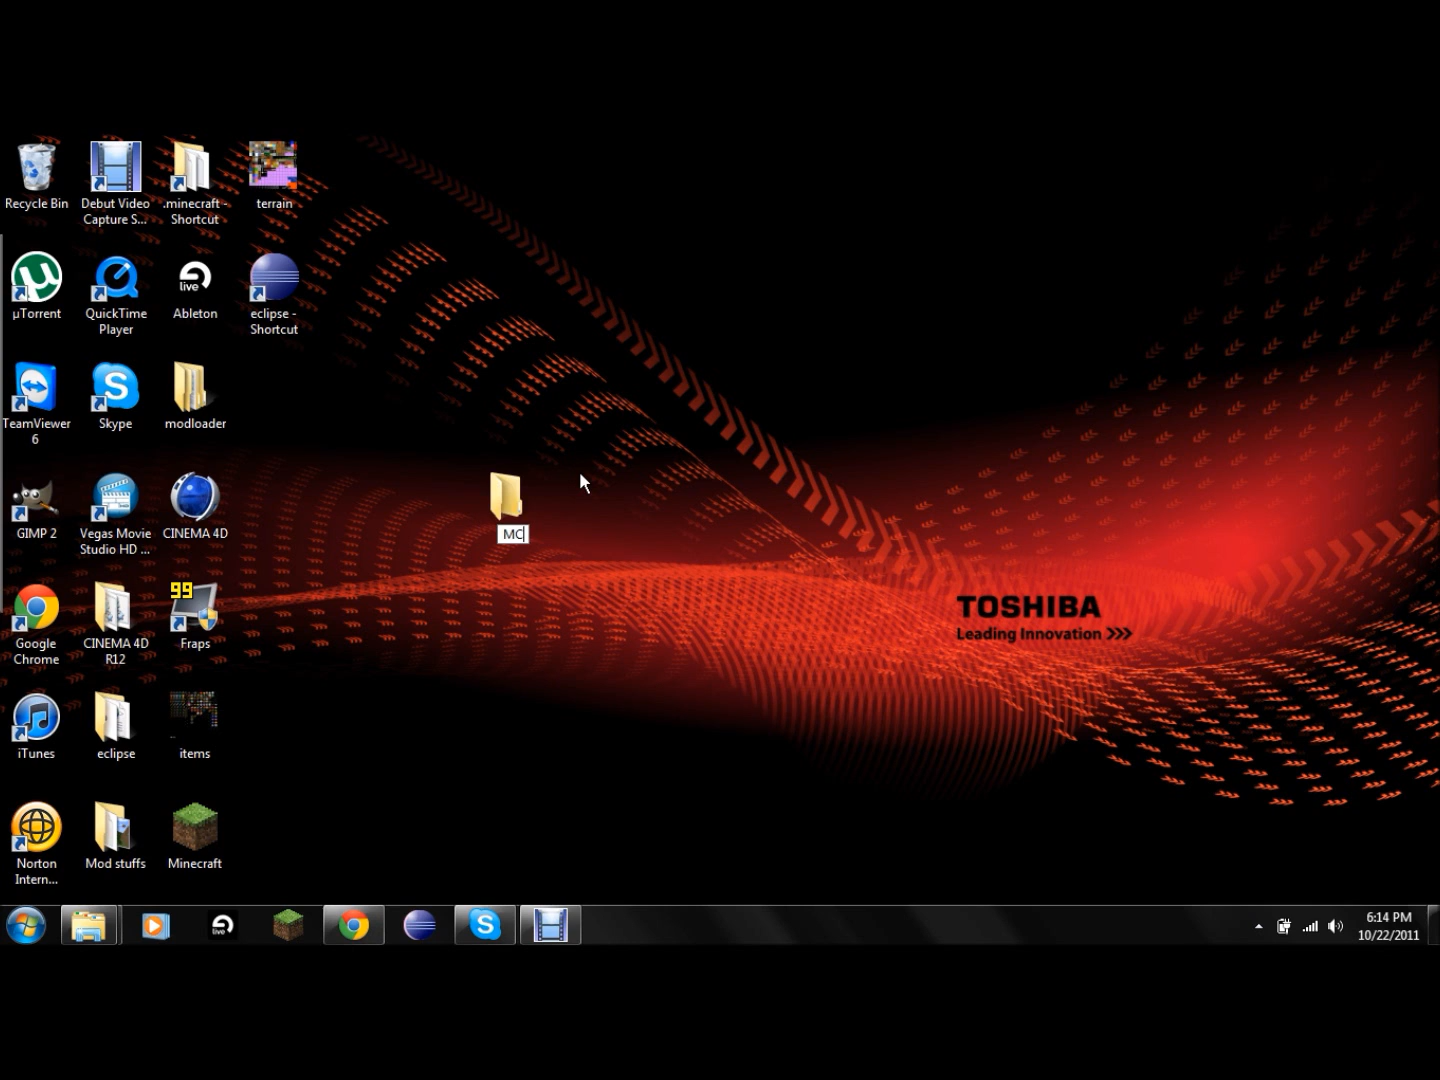 Recycle Bin
Debut Video
Capture S...
.minecraft -
Shortcut
terrain
µTorrent
QuickTime
Player
live
Ableton
eclipse -
Shortcut
TeamViewer
6
S
Skype
modloader
GIMP 2
Vegas Movie
Studio HD ...
CINEMA 4D
MC
Google
Chrome
CINEMA 4D
R12
99
Fraps
TOSHIBA
Leading Innovation >>>
iTunes
eclipse
items
Norton
Intern...
Mod stuffs
Minecraft
live
S
6:14 PM
10/22/2011